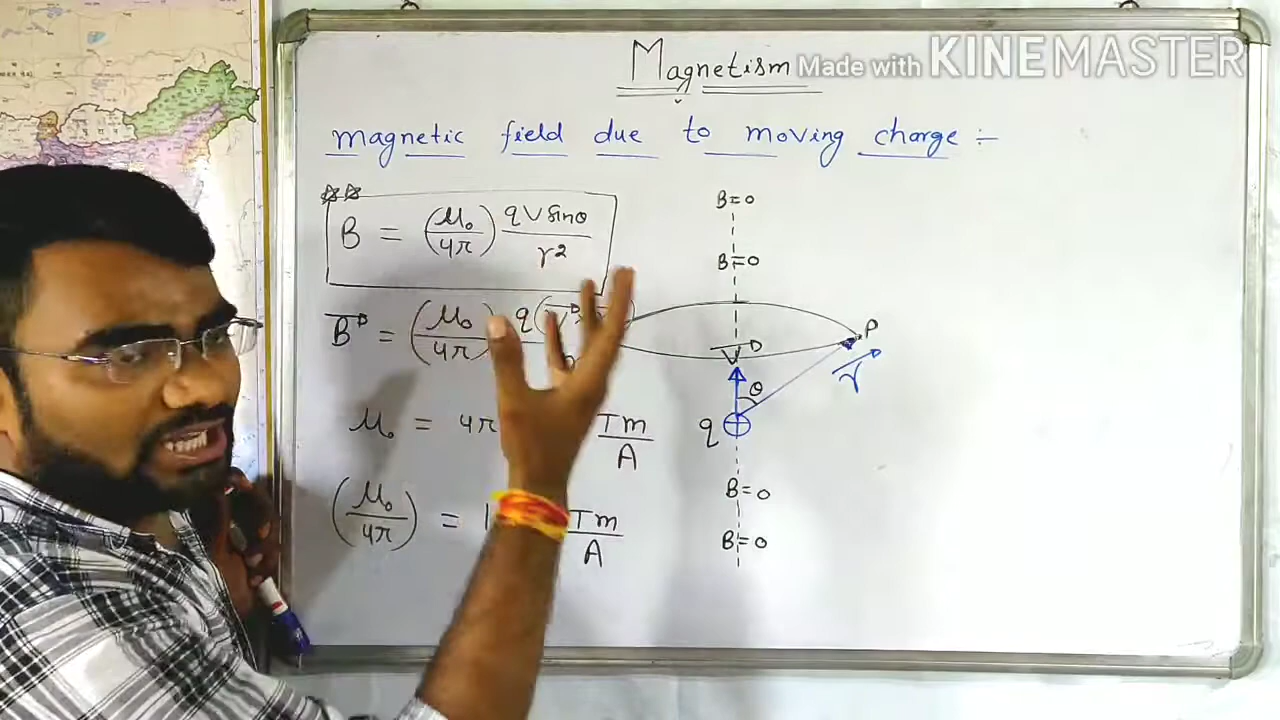 Magnetism
Made with KINEMASTER
magnetic field due to moving charge :-
B = (μ₀/4π) qv sinθ/r²
B⃗ = (μ₀/4π) q(v⃗
μ₀ = 4π Tm/A
(μ₀/4π) = 1 Tm/A
B=0
B=0
P
v⃗
r⃗
θ
q
B=0
B=0